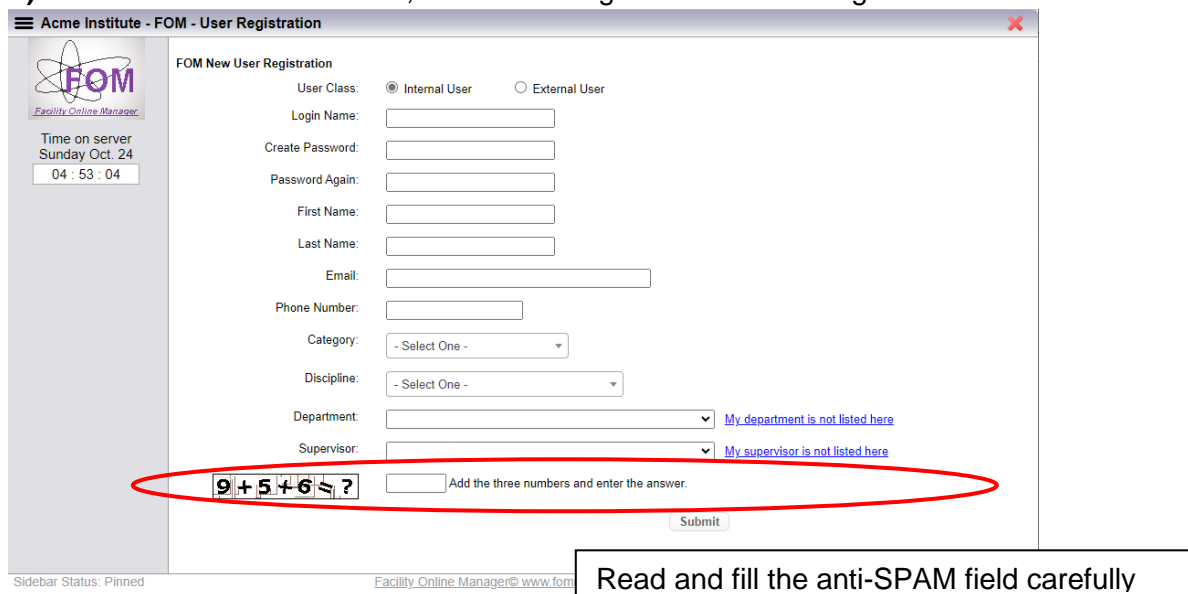 Acme Institute - FOM - User Registration
FOM
Facility Online Manager
Time on server
Sunday Oct. 24
04 : 53 : 04
FOM New User Registration
User Class: Internal User External User
Login Name:
Create Password:
Password Again:
First Name:
Last Name:
Email:
Phone Number:
Category: - Select One -
Discipline: - Select One -
Department: My department is not listed here
Supervisor: My supervisor is not listed here
9+5+6=? Add the three numbers and enter the answer.
Submit
Sidebar Status: Pinned Facility Online Manager© www.fom
Read and fill the anti-SPAM field carefully